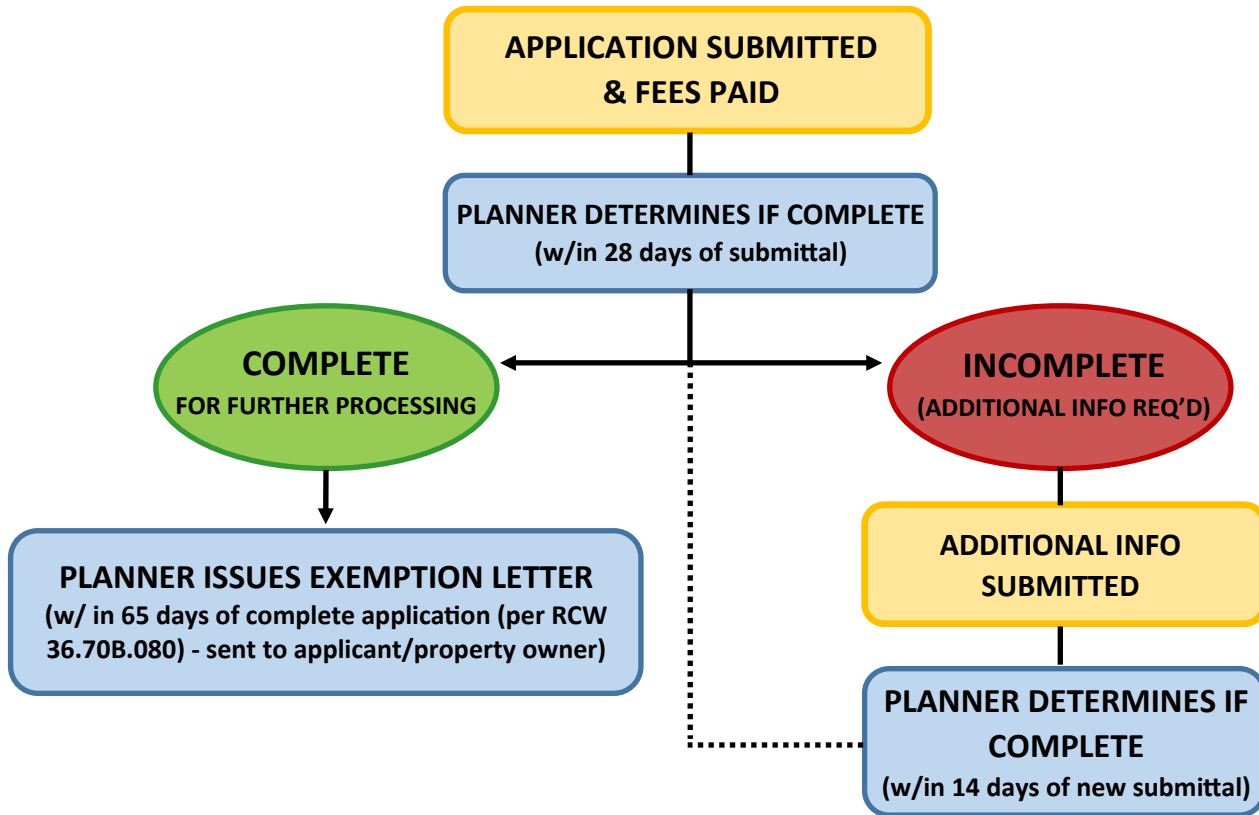 APPLICATION SUBMITTED
& FEES PAID
PLANNER DETERMINES IF COMPLETE
(w/in 28 days of submittal)
COMPLETE
FOR FURTHER PROCESSING
INCOMPLETE
(ADDITIONAL INFO REQ’D)
PLANNER ISSUES EXEMPTION LETTER
(w/ in 65 days of complete application (per RCW
36.70B.080) - sent to applicant/property owner)
ADDITIONAL INFO
SUBMITTED
PLANNER DETERMINES IF
COMPLETE
(w/in 14 days of new submittal)